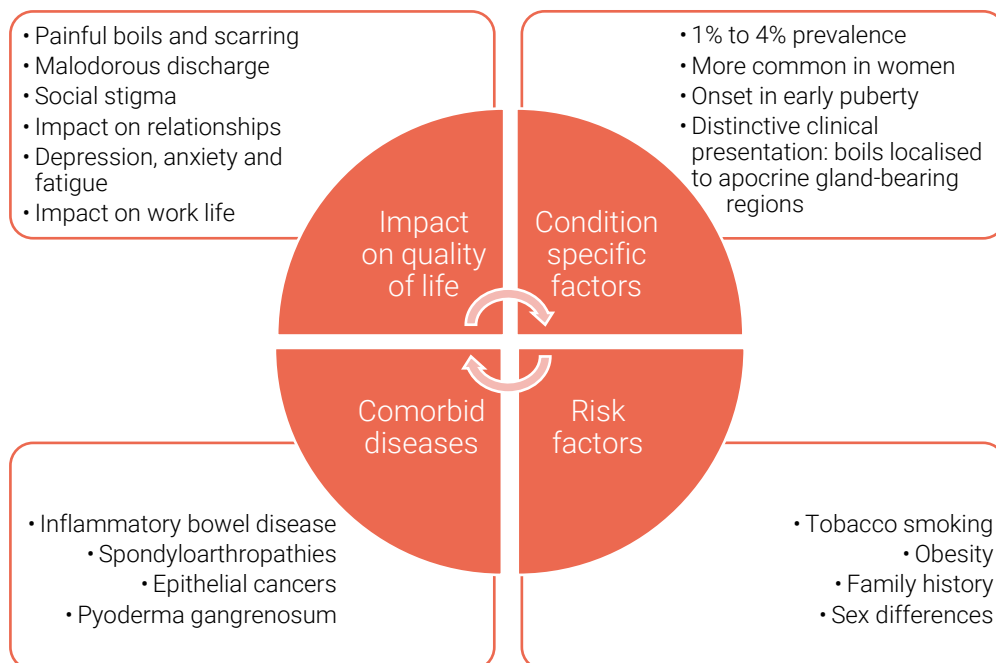 • Painful boils and scarring
• Malodorous discharge
• Social stigma
• Impact on relationships
• Depression, anxiety and
fatigue
• Impact on work life
• 1% to 4% prevalence
• More common in women
• Onset in early puberty
• Distinctive clinical
presentation: boils localised
to apocrine gland-bearing
regions
Impact
on quality
of life
Condition
specific
factors
Comorbid
diseases
Risk
factors
• Inflammatory bowel disease
• Spondyloarthropathies
• Epithelial cancers
• Pyoderma gangrenosum
• Tobacco smoking
• Obesity
• Family history
• Sex differences